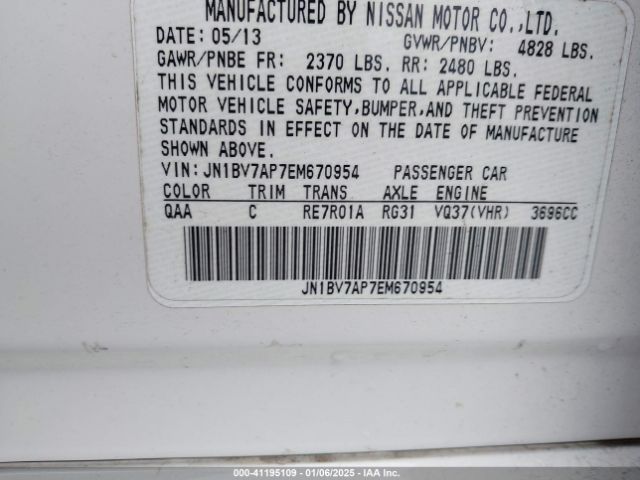 MANUFACTURED BY NISSAN MOTOR CO.,LTD.
DATE: 05/13 GVWR/PNBV: 4828 LBS.
GAWR/PNBE FR: 2370 LBS. RR: 2480 LBS.
THIS VEHICLE CONFORMS TO ALL APPLICABLE FEDERAL
MOTOR VEHICLE SAFETY,BUMPER,AND THEFT PREVENTION
STANDARDS IN EFFECT ON THE DATE OF MANUFACTURE
SHOWN ABOVE.
VIN: JN1BV7AP7EM670954 PASSENGER CAR
COLOR TRIM TRANS AXLE ENGINE
QAA C RE7R01A RG31 VQ37(VHR) 3696CC
JN1BV7AP7EM670954
000-41195109 - 01/06/2025 - IAA Inc.